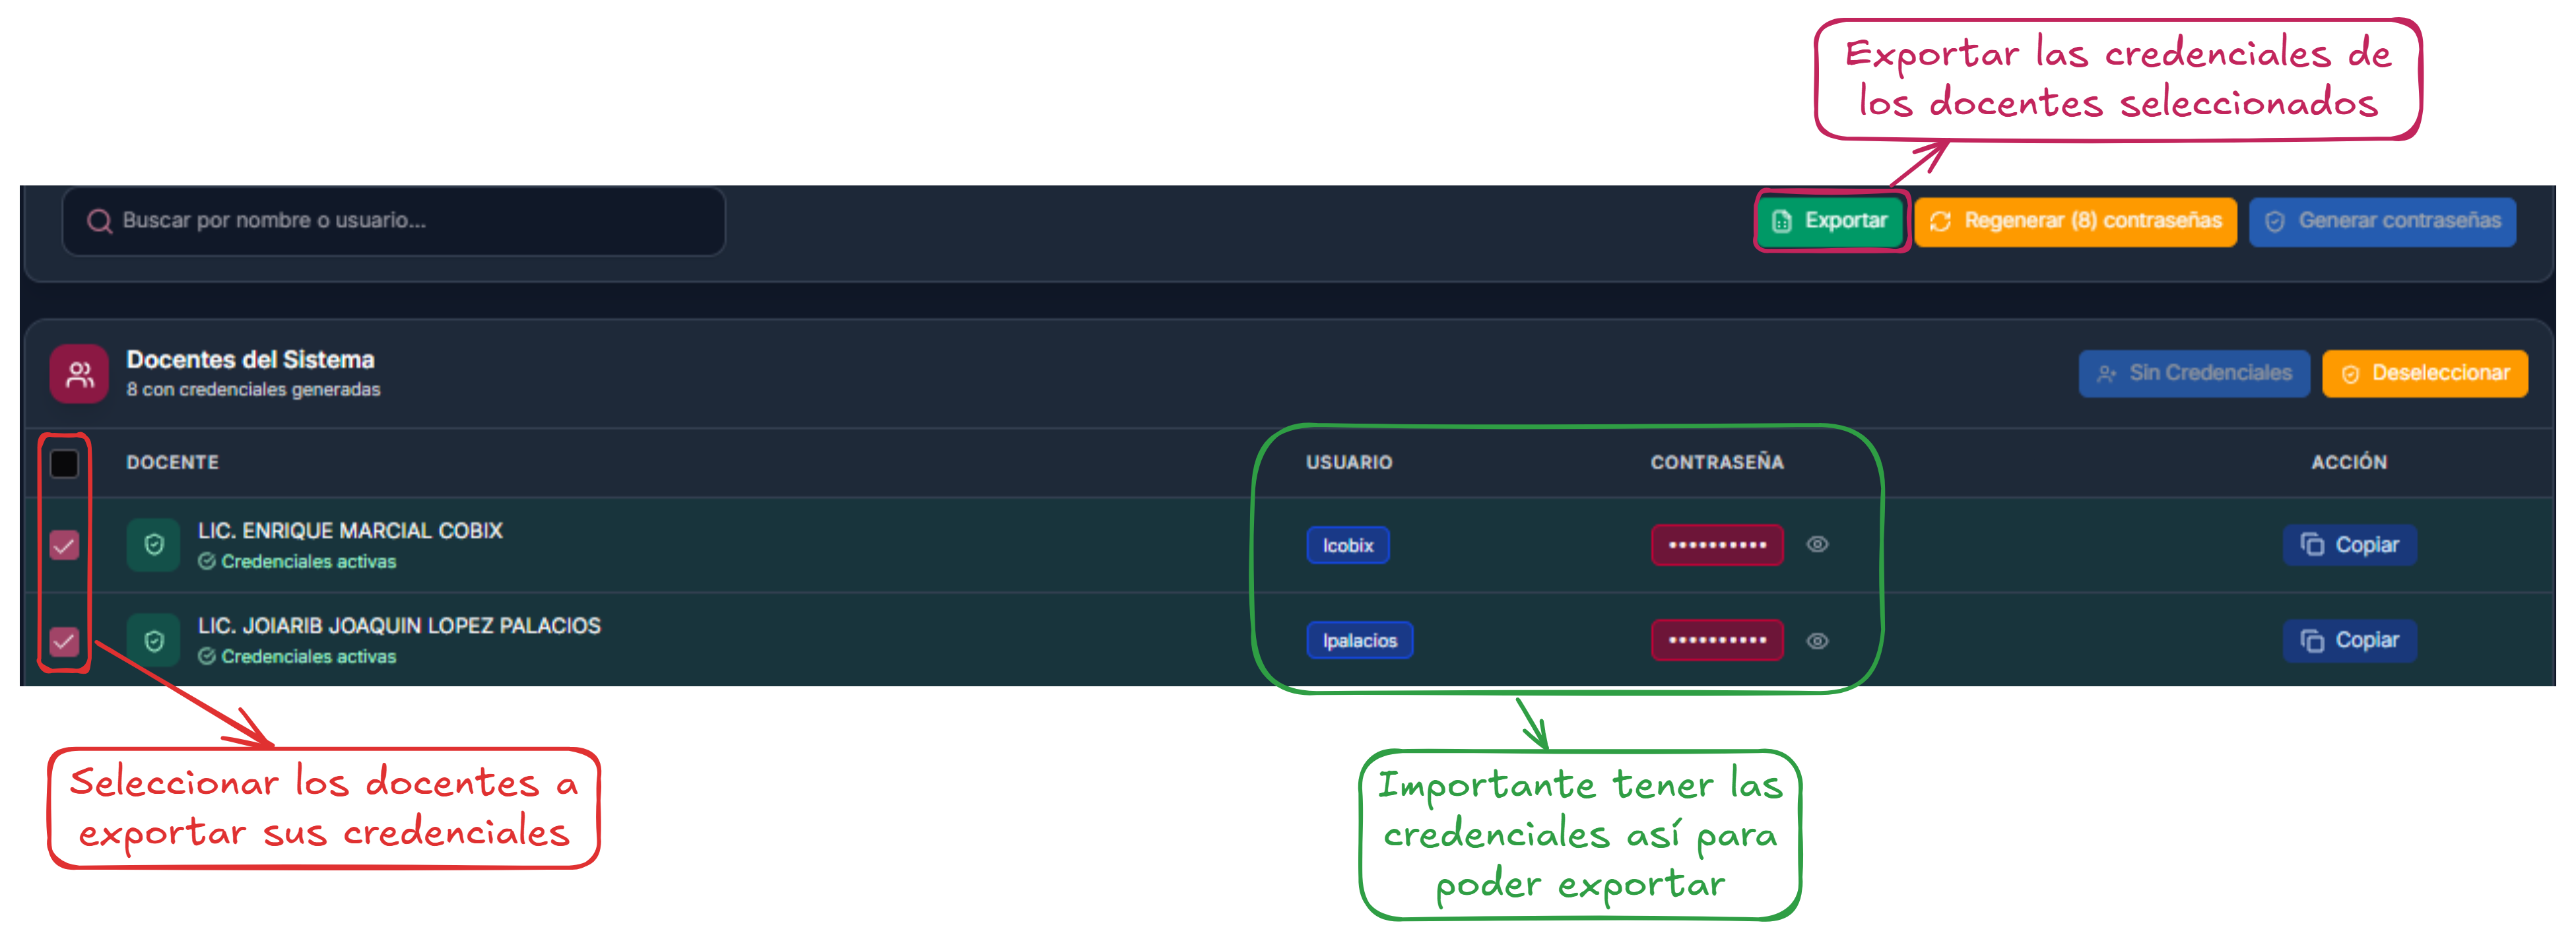 Exportar las credenciales de
los docentes seleccionados
Buscar por nombre o usuario...
Exportar
Regenerar (8) contraseñas
Generar contraseñas
Docentes del Sistema
8 con credenciales generadas
Sin Credenciales
Deseleccionar
DOCENTE
USUARIO
CONTRASEÑA
ACCIÓN
LIC. ENRIQUE MARCIAL COBIX
Credenciales activas
lcobix
••••••••••
Copiar
LIC. JOIARIB JOAQUIN LOPEZ PALACIOS
Credenciales activas
lpalacios
••••••••••
Copiar
Seleccionar los docentes a
exportar sus credenciales
Importante tener las
credenciales así para
poder exportar